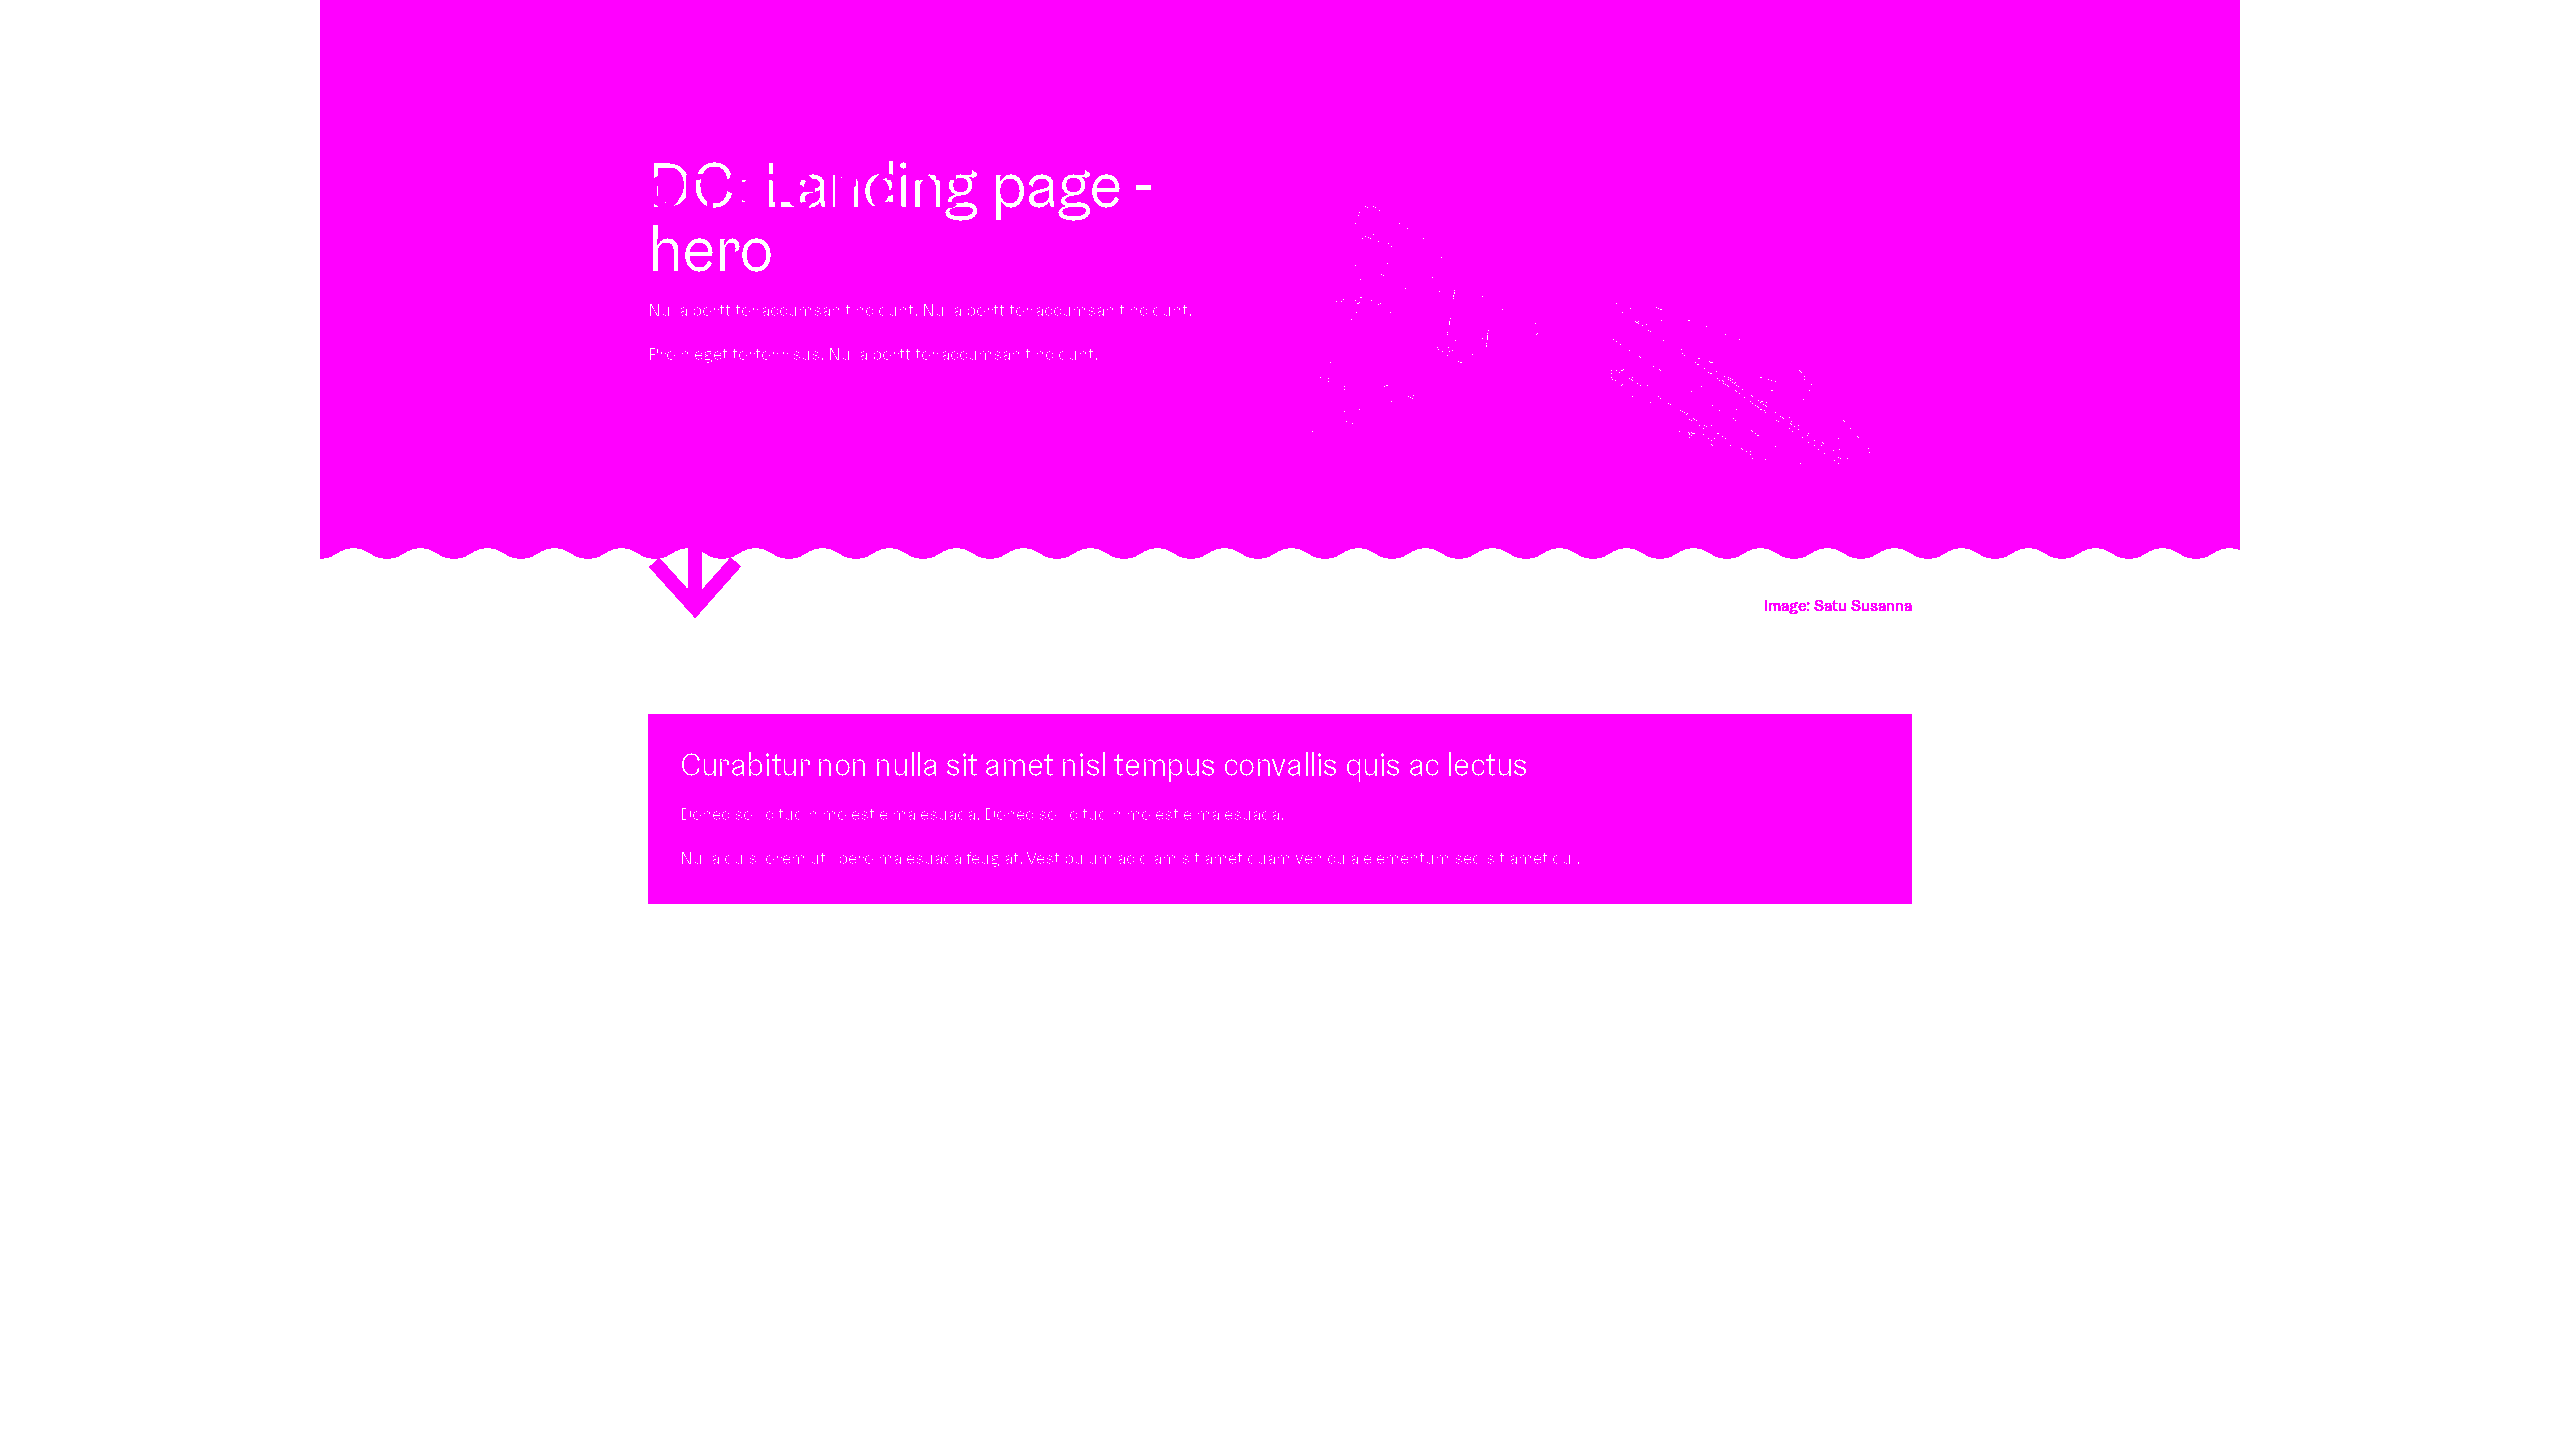 DC: Landing page -
hero
Nulla porttitor accumsan tincidunt. Nulla porttitor accumsan tincidunt.
Proin eget tortor risus. Nulla porttitor accumsan tincidunt.
Image: Satu Susanna
Curabitur non nulla sit amet nisl tempus convallis quis ac lectus
Donec sollicitudin molestie malesuada. Donec sollicitudin molestie malesuada.
Nulla quis lorem ut libero malesuada feugiat. Vestibulum ac diam sit amet quam vehicula elementum sed sit amet dui.